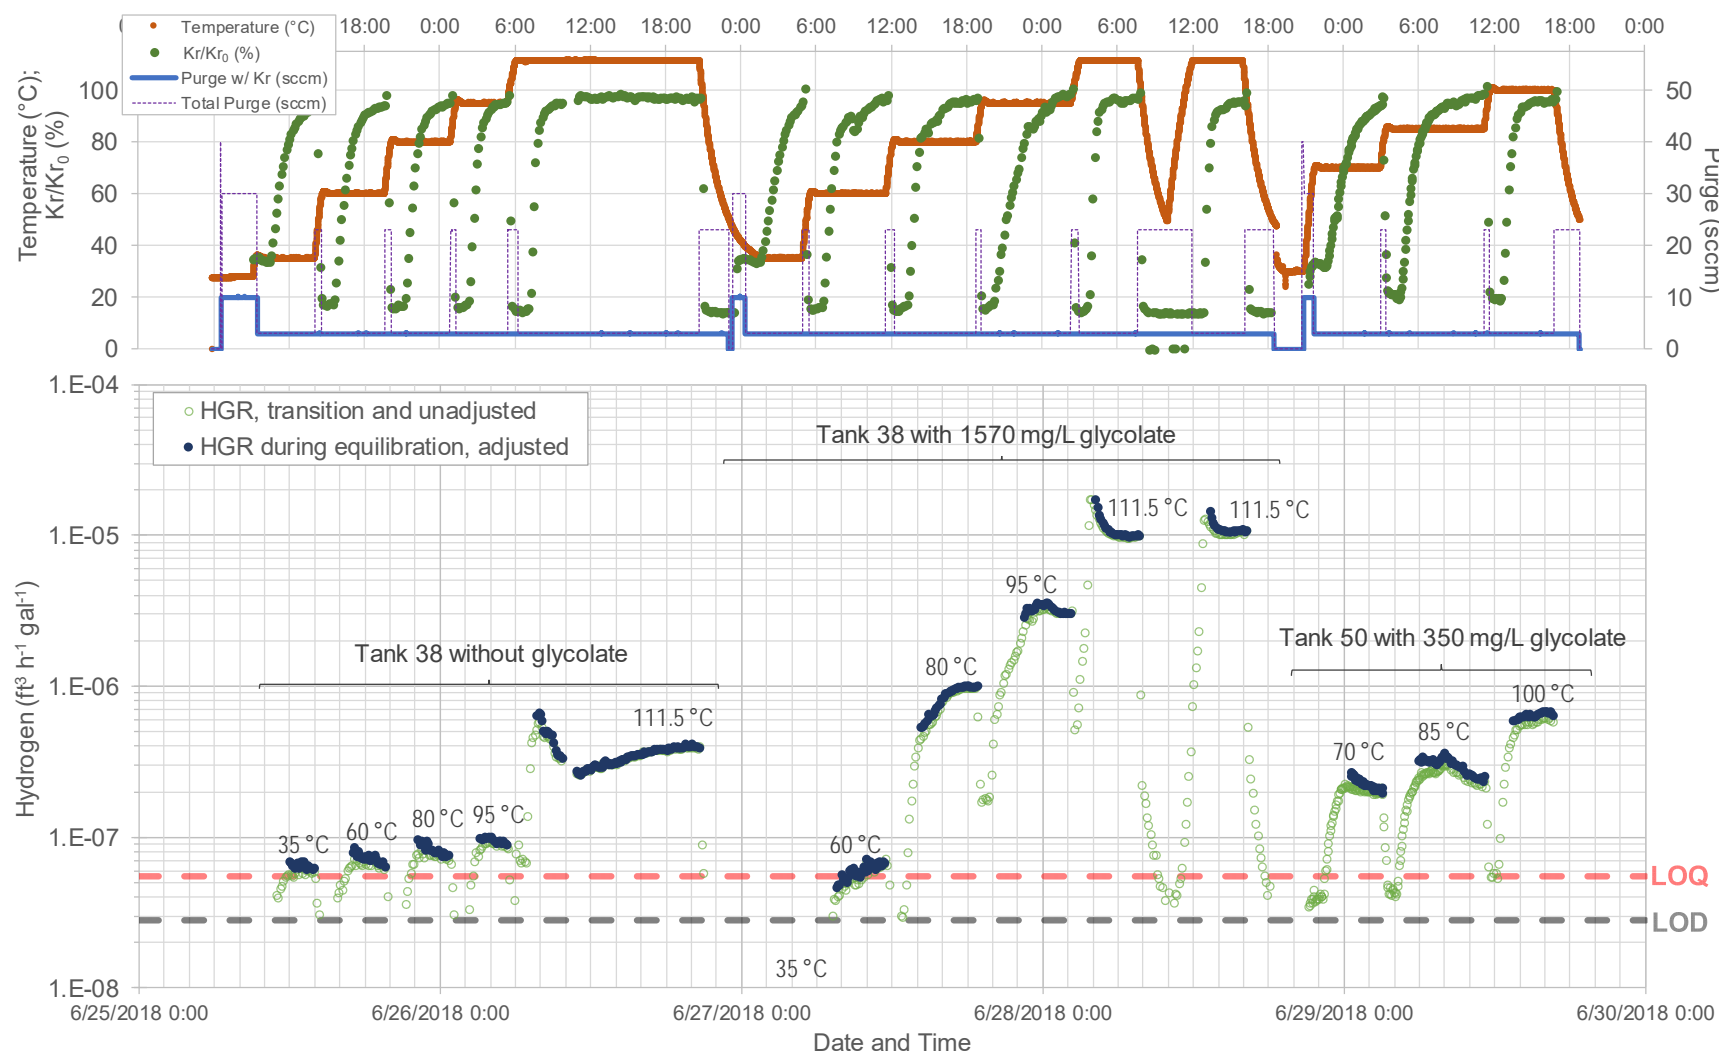 0 18:00 0:00 6:00 12:00 18:00 0:00 6:00 12:00 18:00 0:00 6:00 12:00 18:00 0:00 6:00 12:00 18:00 0:00
Temperature (°C)
Kr/Kr₀ (%)
Purge w/ Kr (sccm)
Total Purge (sccm)
Temperature (°C);
Kr/Kr₀ (%)
100
80
60
40
20
0
50
40
30
20
10
0
Purge (sccm)
1.E-04
1.E-05
1.E-06
1.E-07
1.E-08
Hydrogen (ft³ h⁻¹ gal⁻¹)
HGR, transition and unadjusted
HGR during equilibration, adjusted
Tank 38 with 1570 mg/L glycolate
111.5 °C
111.5 °C
95 °C
Tank 38 without glycolate
Tank 50 with 350 mg/L glycolate
80 °C
100 °C
111.5 °C
70 °C
85 °C
35 °C
60 °C
80 °C
95 °C
60 °C
35 °C
LOQ
LOD
6/25/2018 0:00 6/26/2018 0:00 6/27/2018 0:00 6/28/2018 0:00 6/29/2018 0:00 6/30/2018 0:00
Date and Time